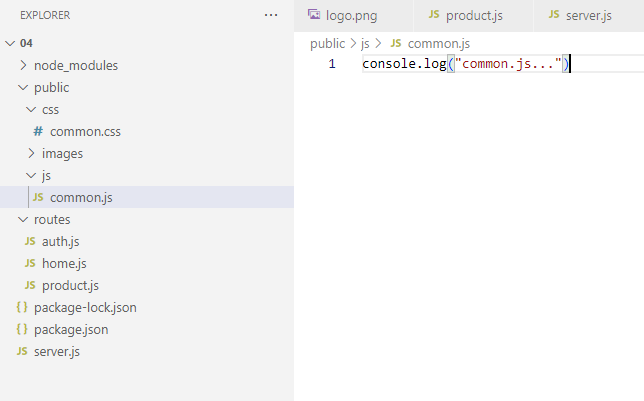 EXPLORER
04
node_modules
public
css
# common.css
images
js
JS common.js
routes
JS auth.js
JS home.js
JS product.js
{} package-lock.json
{} package.json
JS server.js
logo.png JS product.js JS server.js
public > js > JS common.js
1 console.log("common.js...")